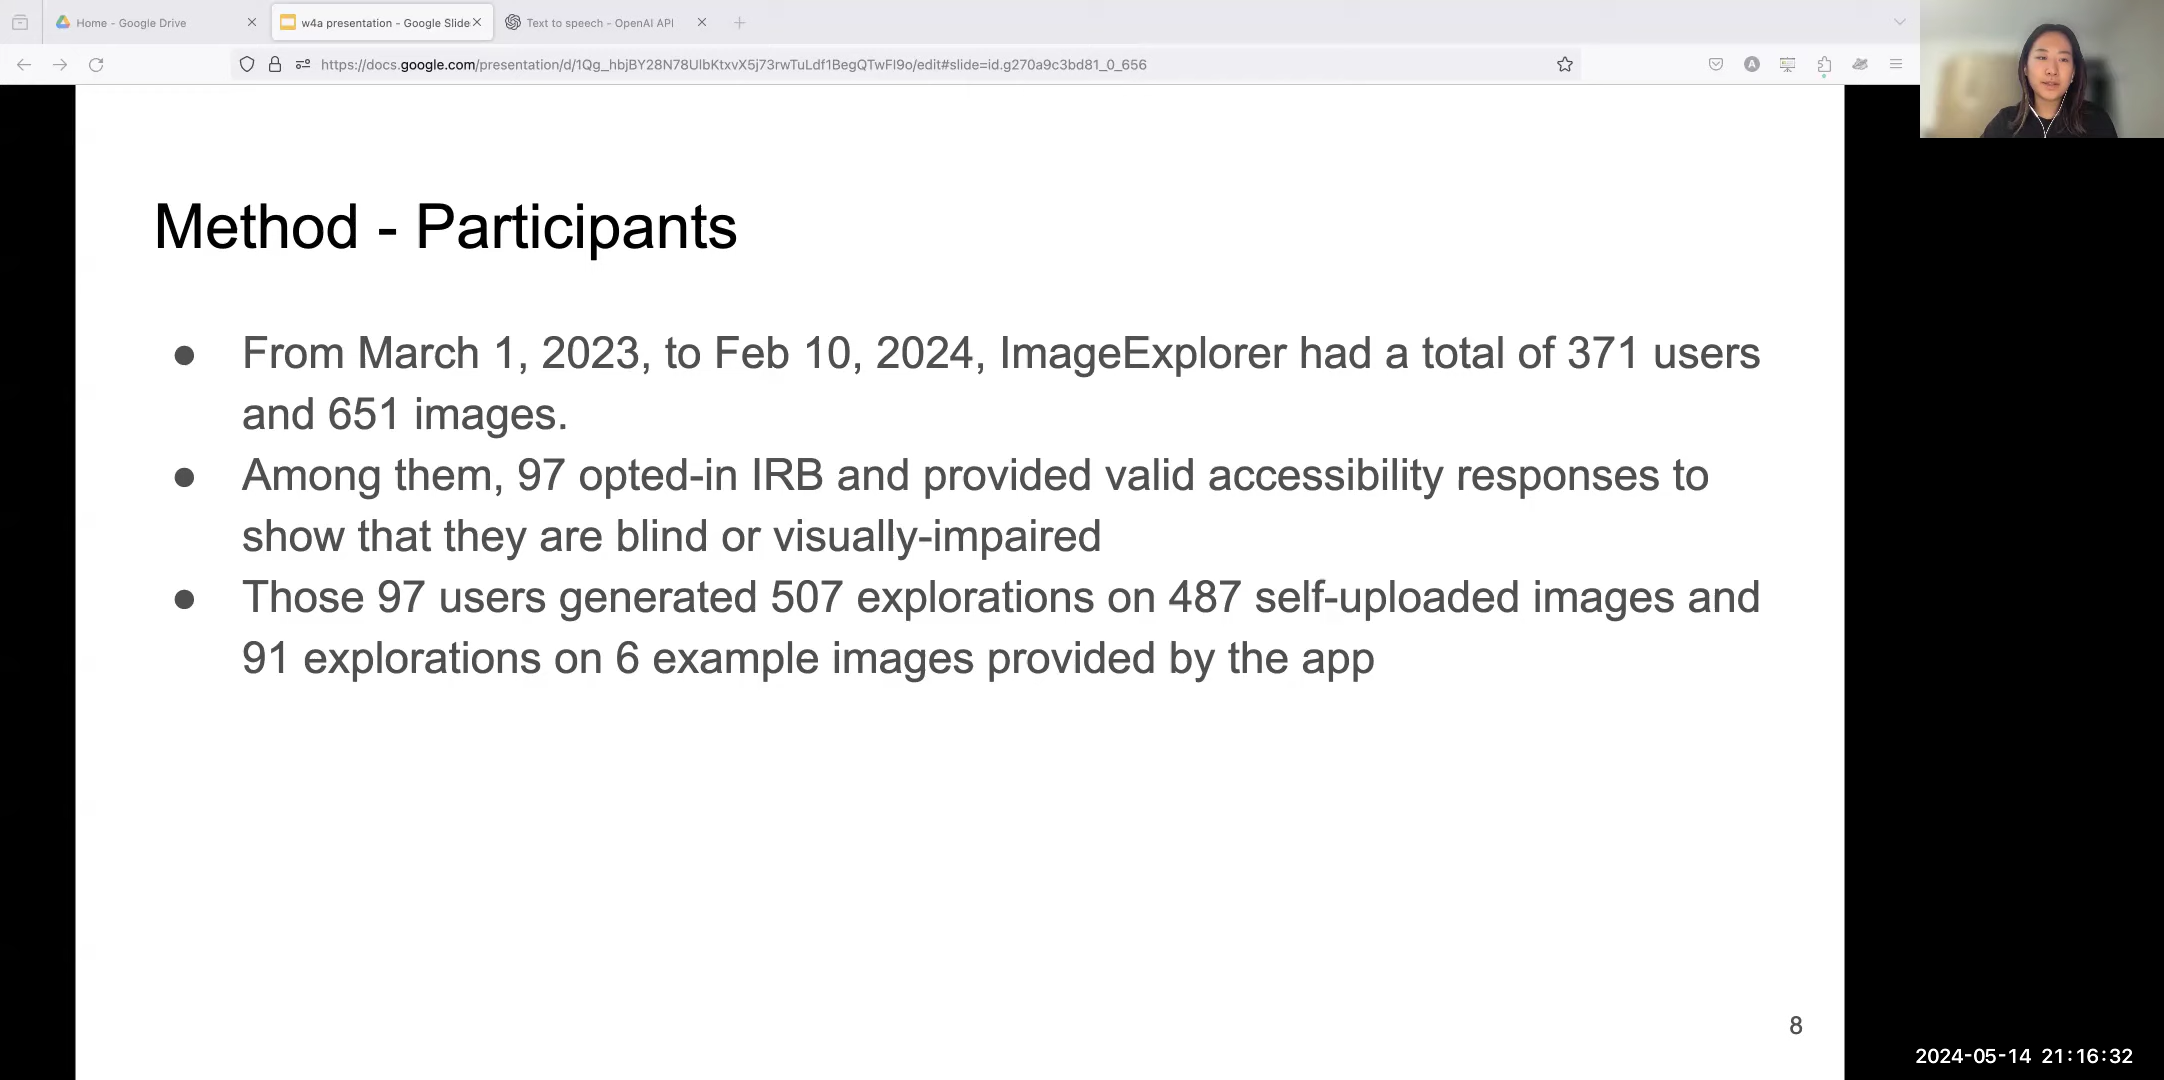 Home - Google Drive
w4a presentation - Google Slide
Text to speech - OpenAI API
https://docs.google.com/presentation/d/1Qg_hbjBY28N78UlbKtxvX5j73rwTuLdf1BegQTwFI9o/edit#slide=id.g270a9c3bd81_0_656
Method - Participants
● From March 1, 2023, to Feb 10, 2024, ImageExplorer had a total of 371 users
and 651 images.
● Among them, 97 opted-in IRB and provided valid accessibility responses to
show that they are blind or visually-impaired
● Those 97 users generated 507 explorations on 487 self-uploaded images and
91 explorations on 6 example images provided by the app
8
2024-05-14 21:16:32